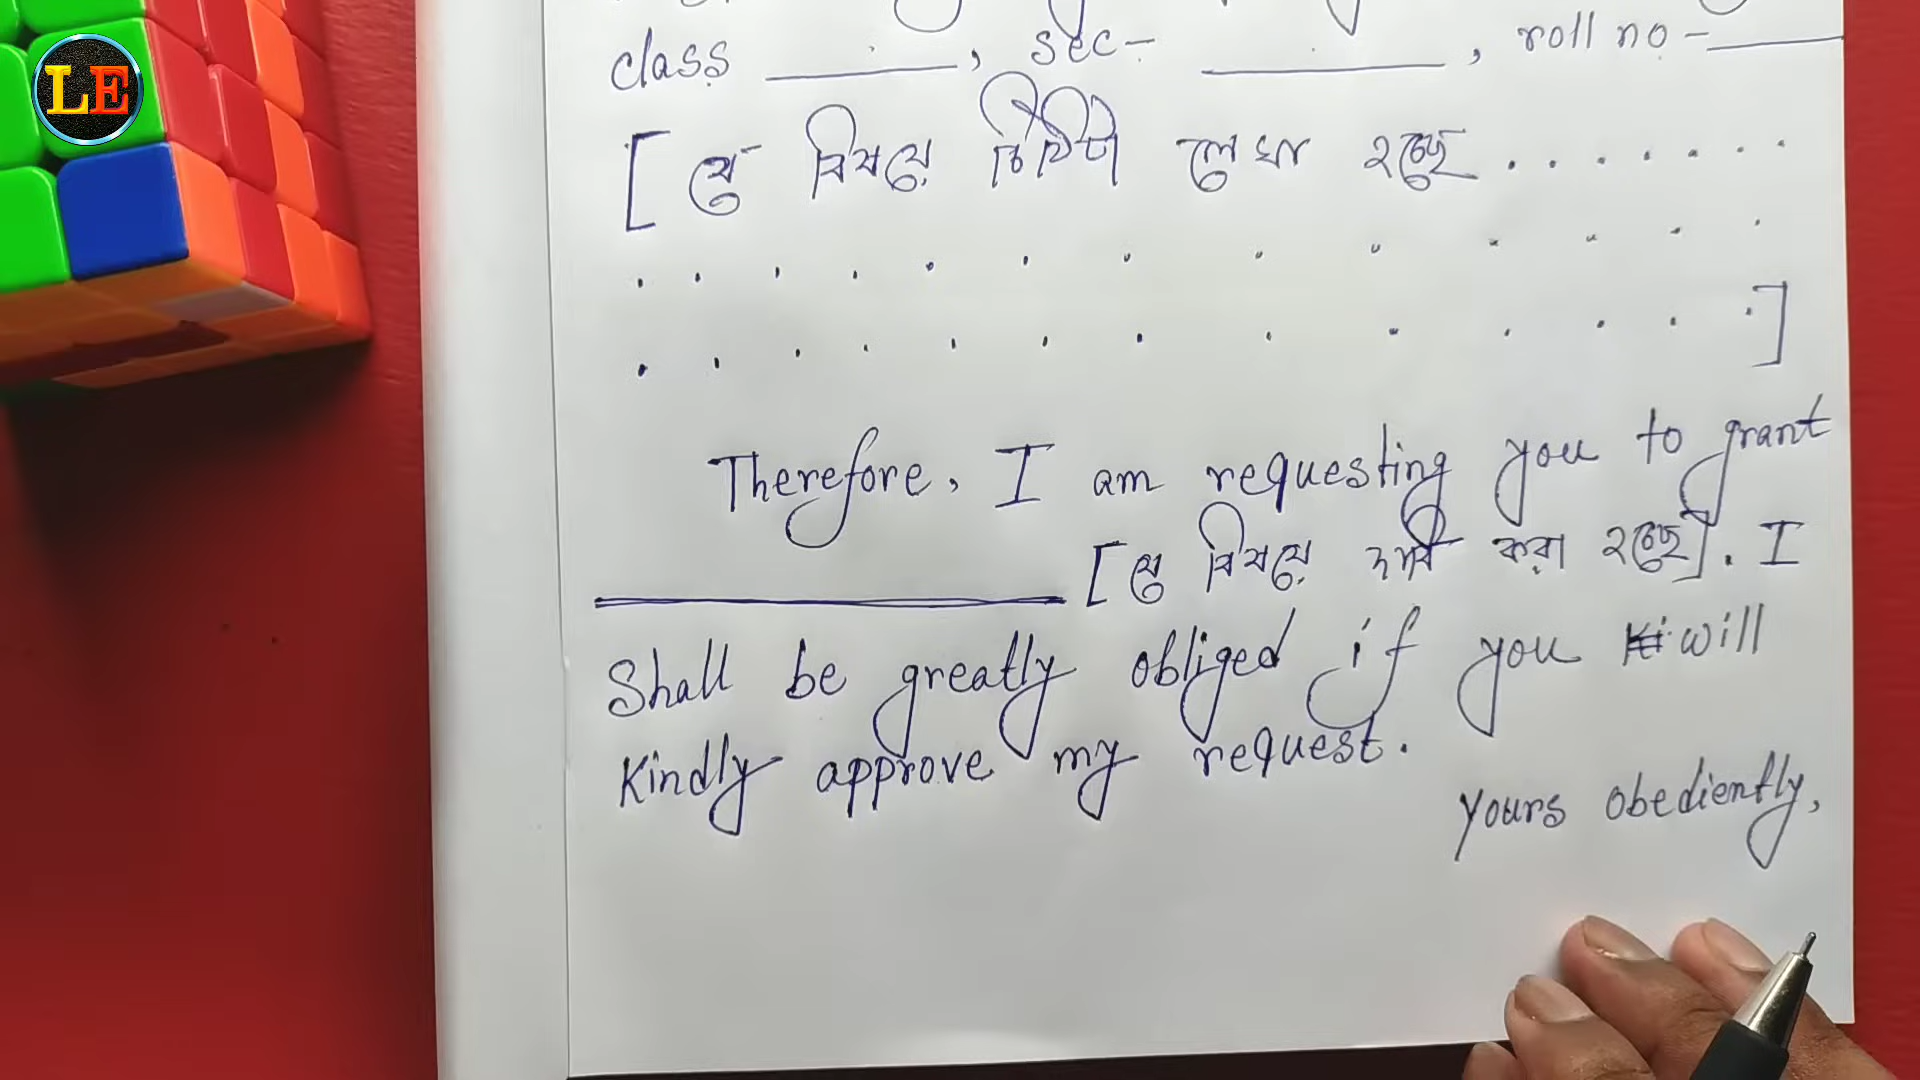 LE
class ______, sec- ______, roll no-______
[ যে বিষয়ে চিঠিটা লেখা হচ্ছে . . . . . . . .
. . . . . . . . . . . . .
. . . . . . . . . . . . . ]
Therefore, I am requesting you to grant
______ [যে বিষয়ে দাবি করা হচ্ছে]. I
Shall be greatly obliged if you will
Kindly approve my request.
Yours obediently,